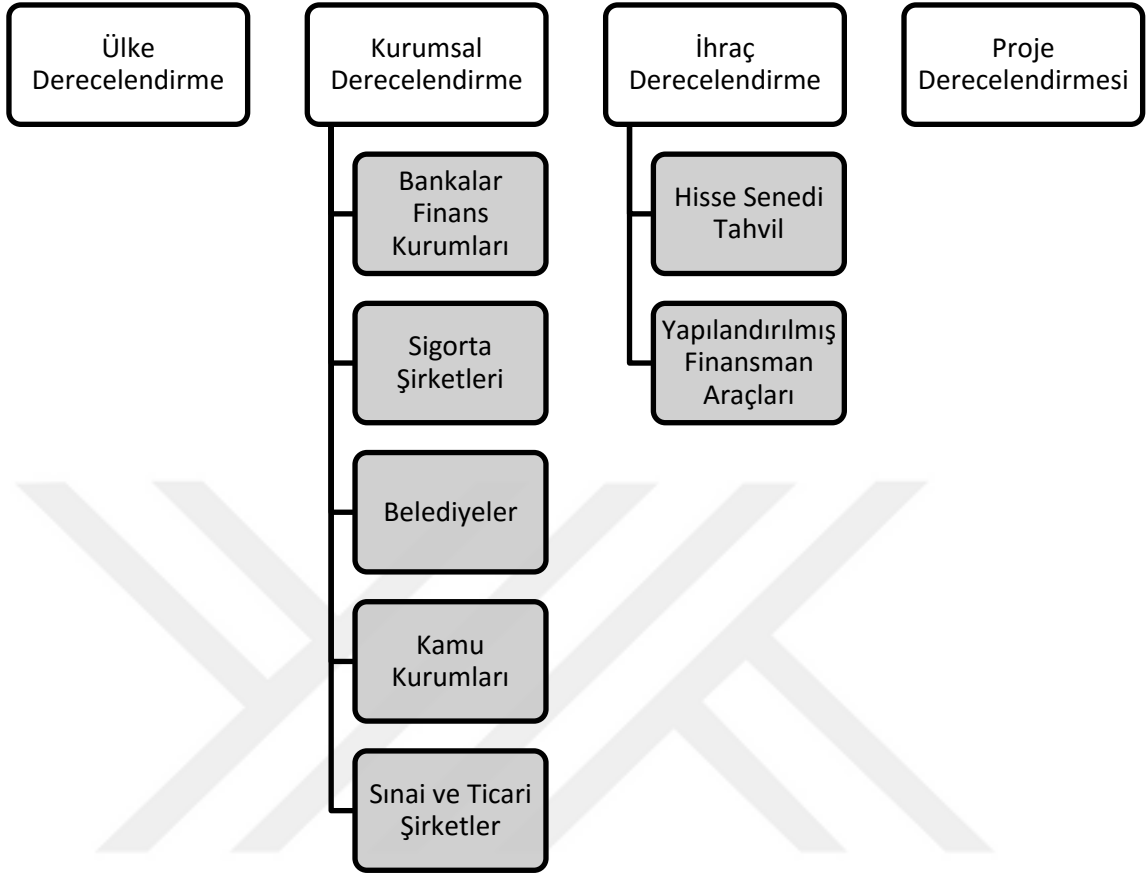 Ülke
Derecelendirme
Kurumsal
Derecelendirme
Bankalar
Finans
Kurumları
Sigorta
Şirketleri
Belediyeler
Kamu
Kurumları
Sınai ve Ticari
Şirketler
İhraç
Derecelendirme
Hisse Senedi
Tahvil
Yapılandırılmış
Finansman
Araçları
Proje
Derecelendirmesi